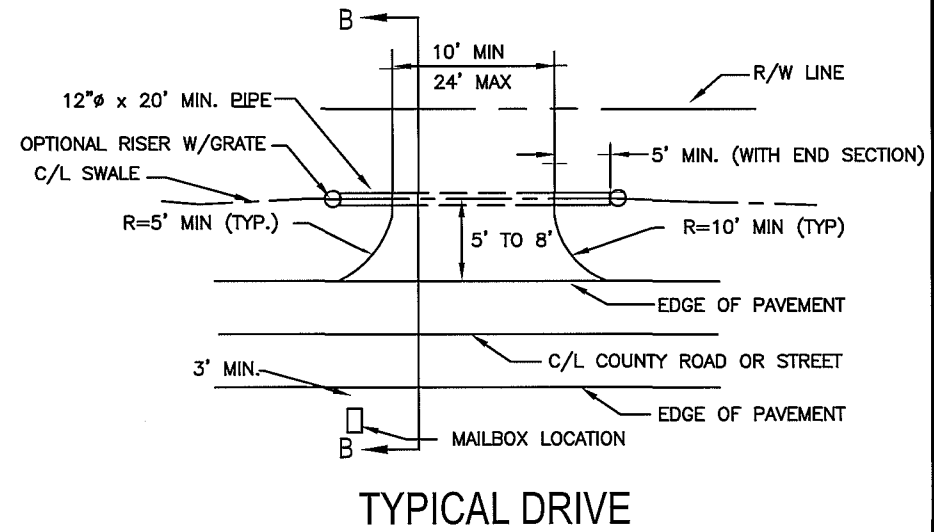 B
10' MIN
24' MAX
R/W LINE
12"ø x 20' MIN. PIPE
OPTIONAL RISER W/GRATE
5' MIN. (WITH END SECTION)
C/L SWALE
R=5' MIN (TYP.)
5' TO 8'
R=10' MIN (TYP)
EDGE OF PAVEMENT
C/L COUNTY ROAD OR STREET
3' MIN.
EDGE OF PAVEMENT
MAILBOX LOCATION
B
TYPICAL DRIVE